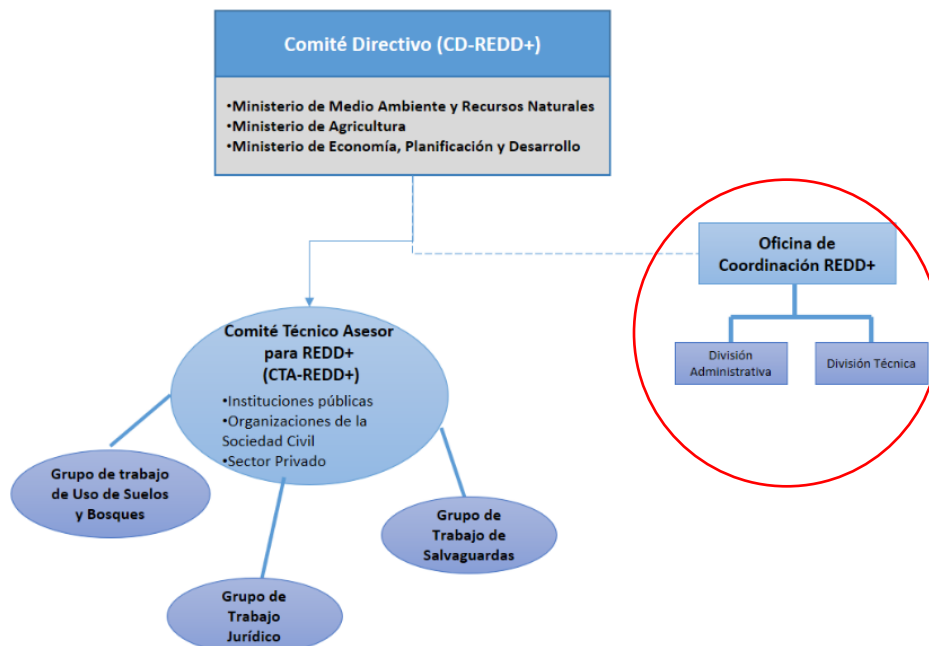 Comité Directivo (CD-REDD+)
•Ministerio de Medio Ambiente y Recursos Naturales
•Ministerio de Agricultura
•Ministerio de Economía, Planificación y Desarrollo
Oficina de
Coordinación REDD+
División
Administrativa
División Técnica
Comité Técnico Asesor
para REDD+
(CTA-REDD+)
•Instituciones públicas
•Organizaciones de la
Sociedad Civil
•Sector Privado
Grupo de trabajo
de Uso de Suelos
y Bosques
Grupo de
Trabajo de
Salvaguardas
Grupo de
Trabajo
Jurídico